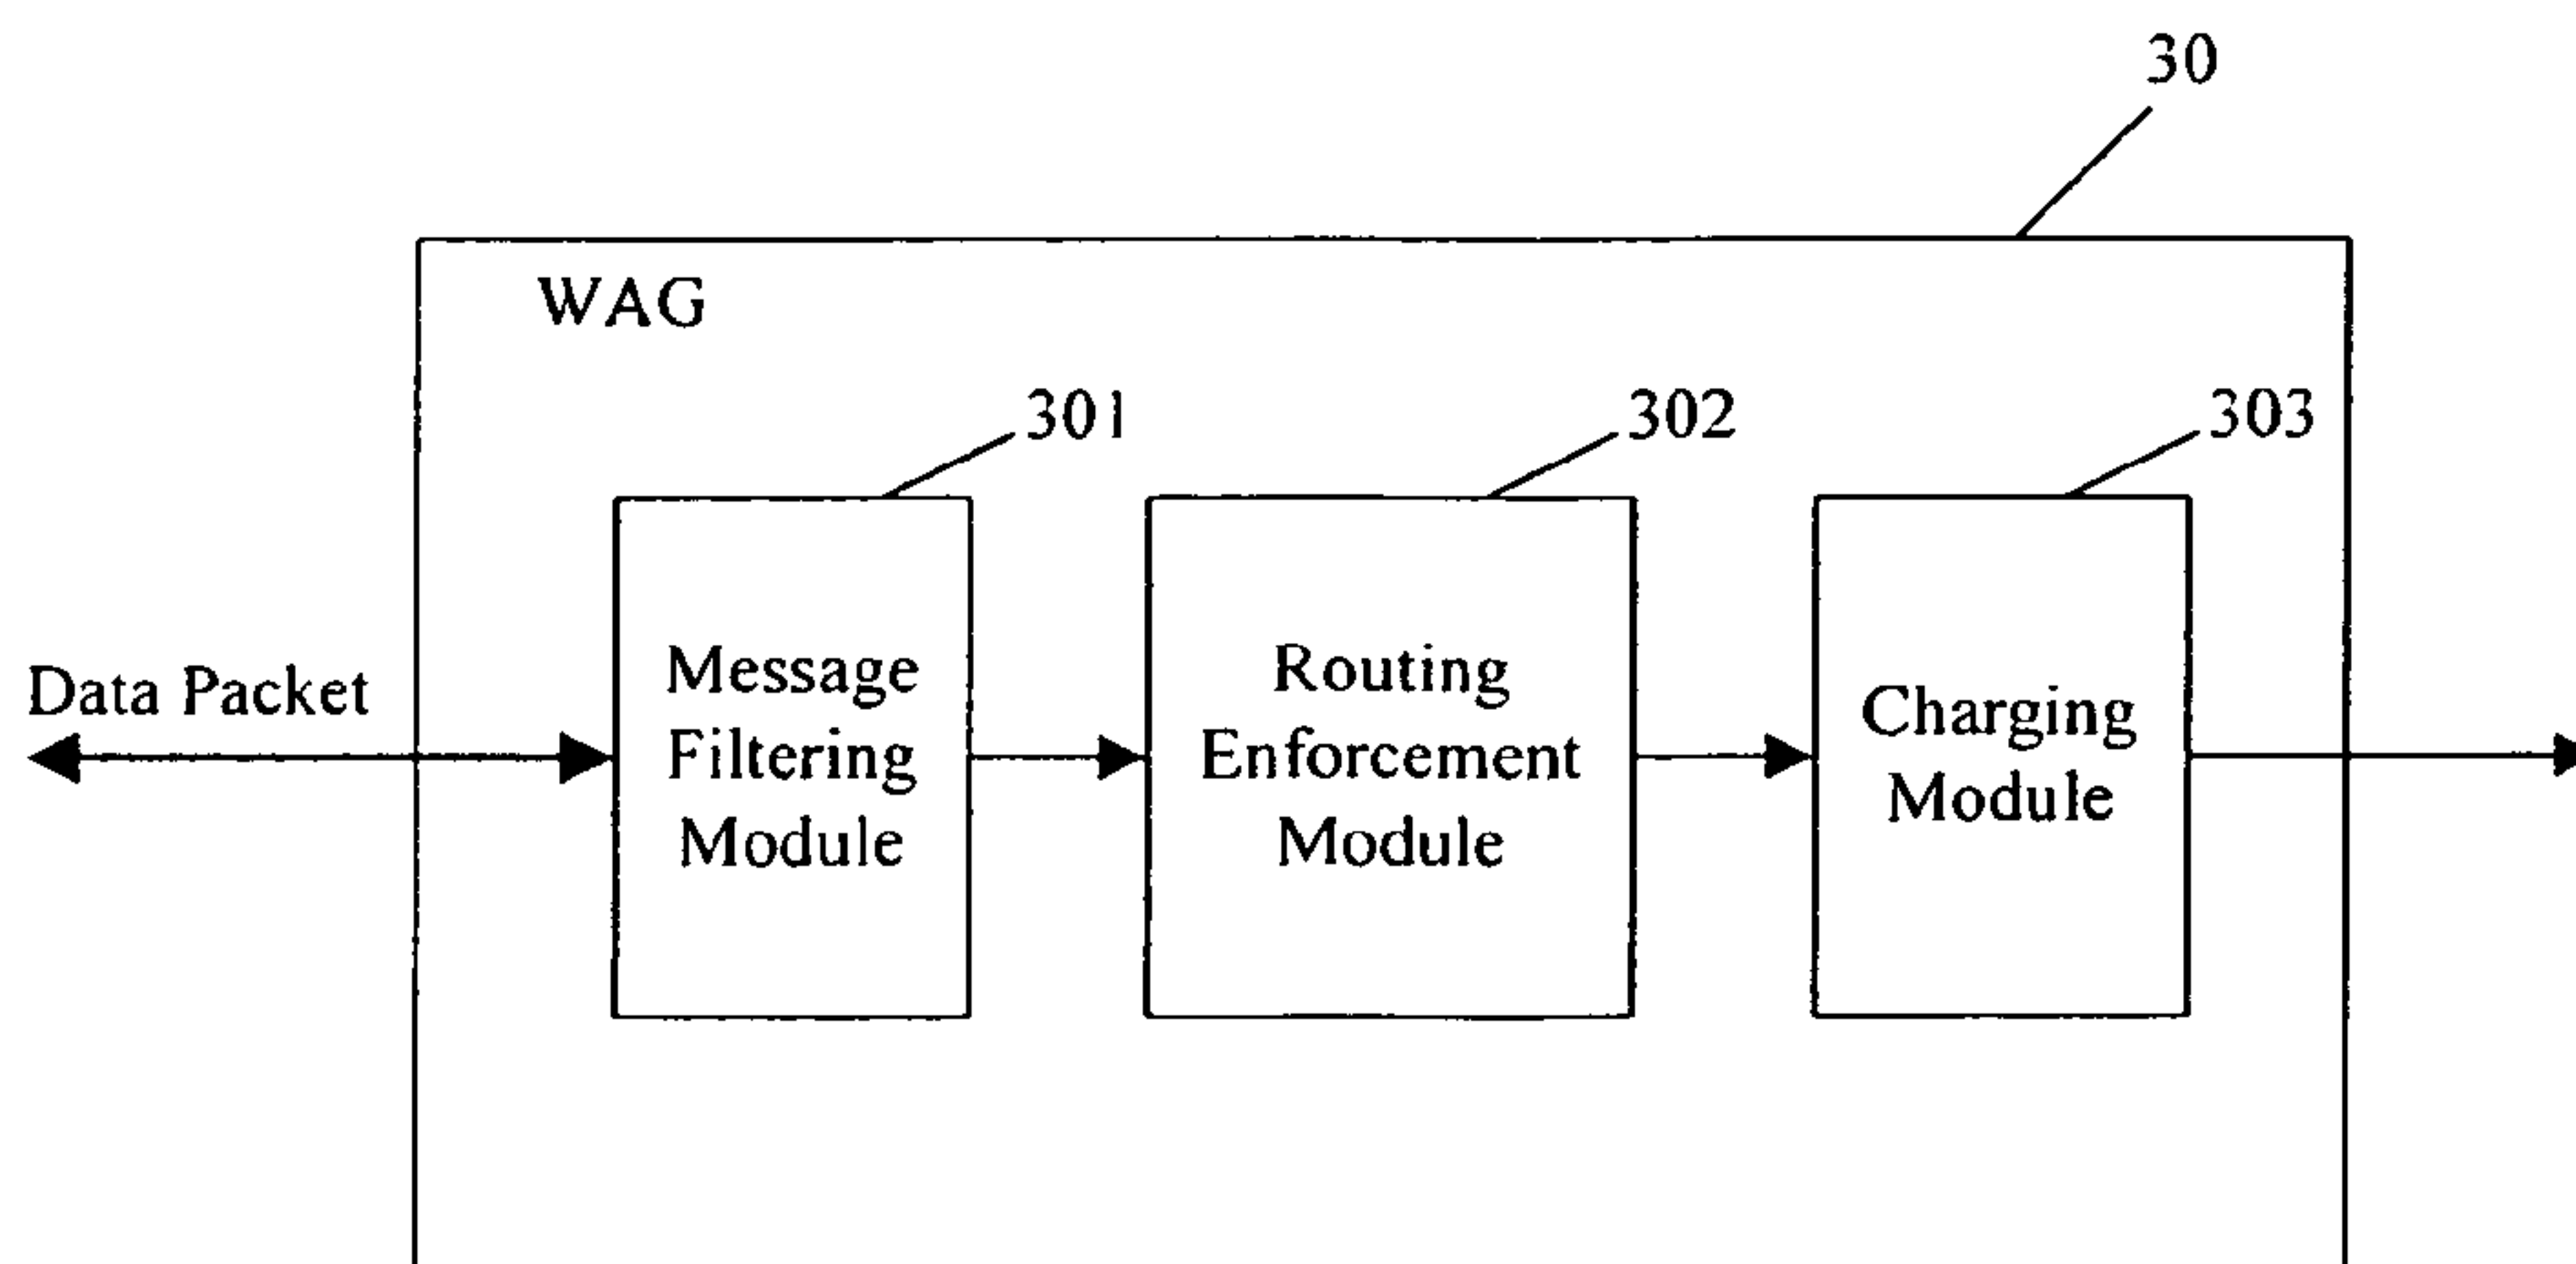 30
WAG
301
302
303
Data Packet
Message
Filtering
Module
Routing
Enforcement
Module
Charging
Module